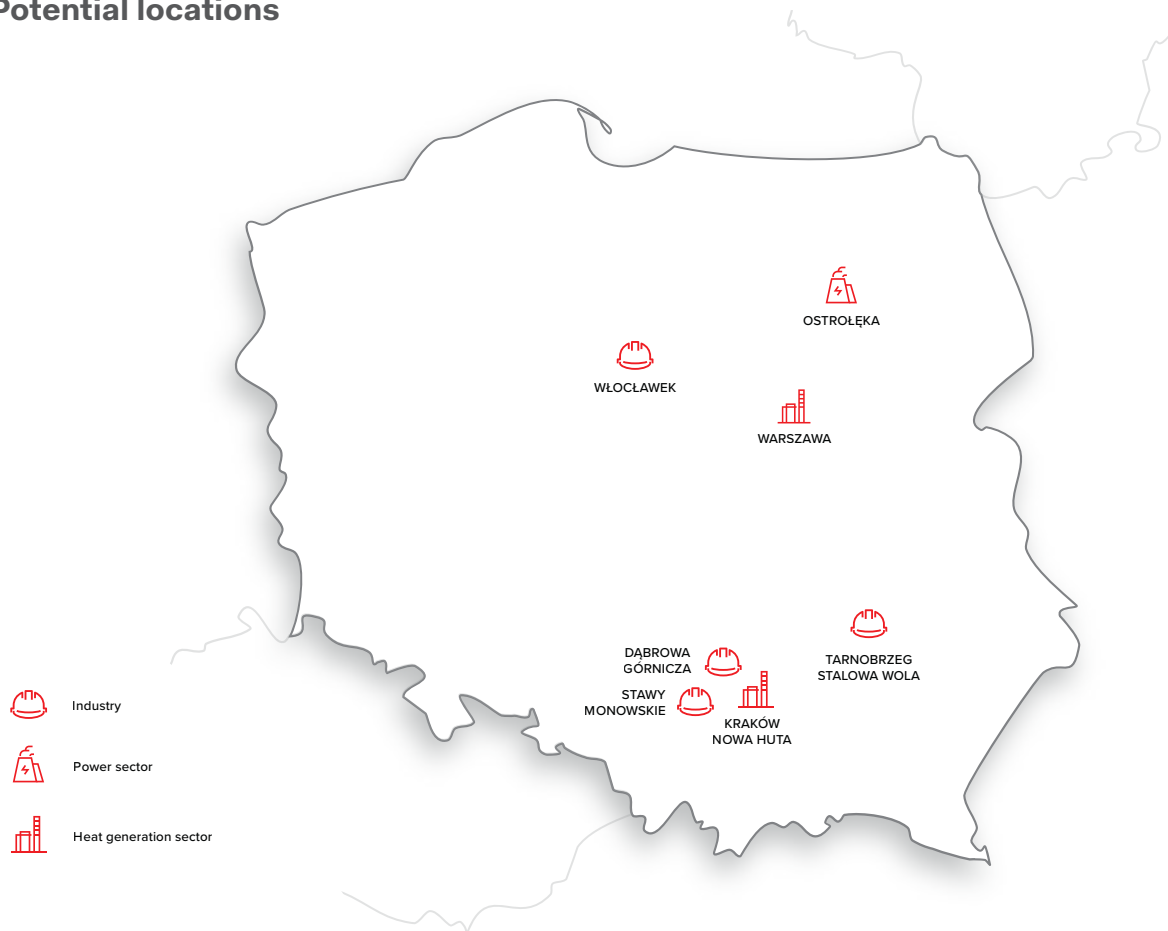 Potential locations
OSTROŁĘKA
WŁOCŁAWEK
WARSZAWA
DĄBROWA
GÓRNICZA
TARNOBRZEG
STALOWA WOLA
STAWY
MONOWSKIE
KRAKÓW
NOWA HUTA
Industry
Power sector
Heat generation sector